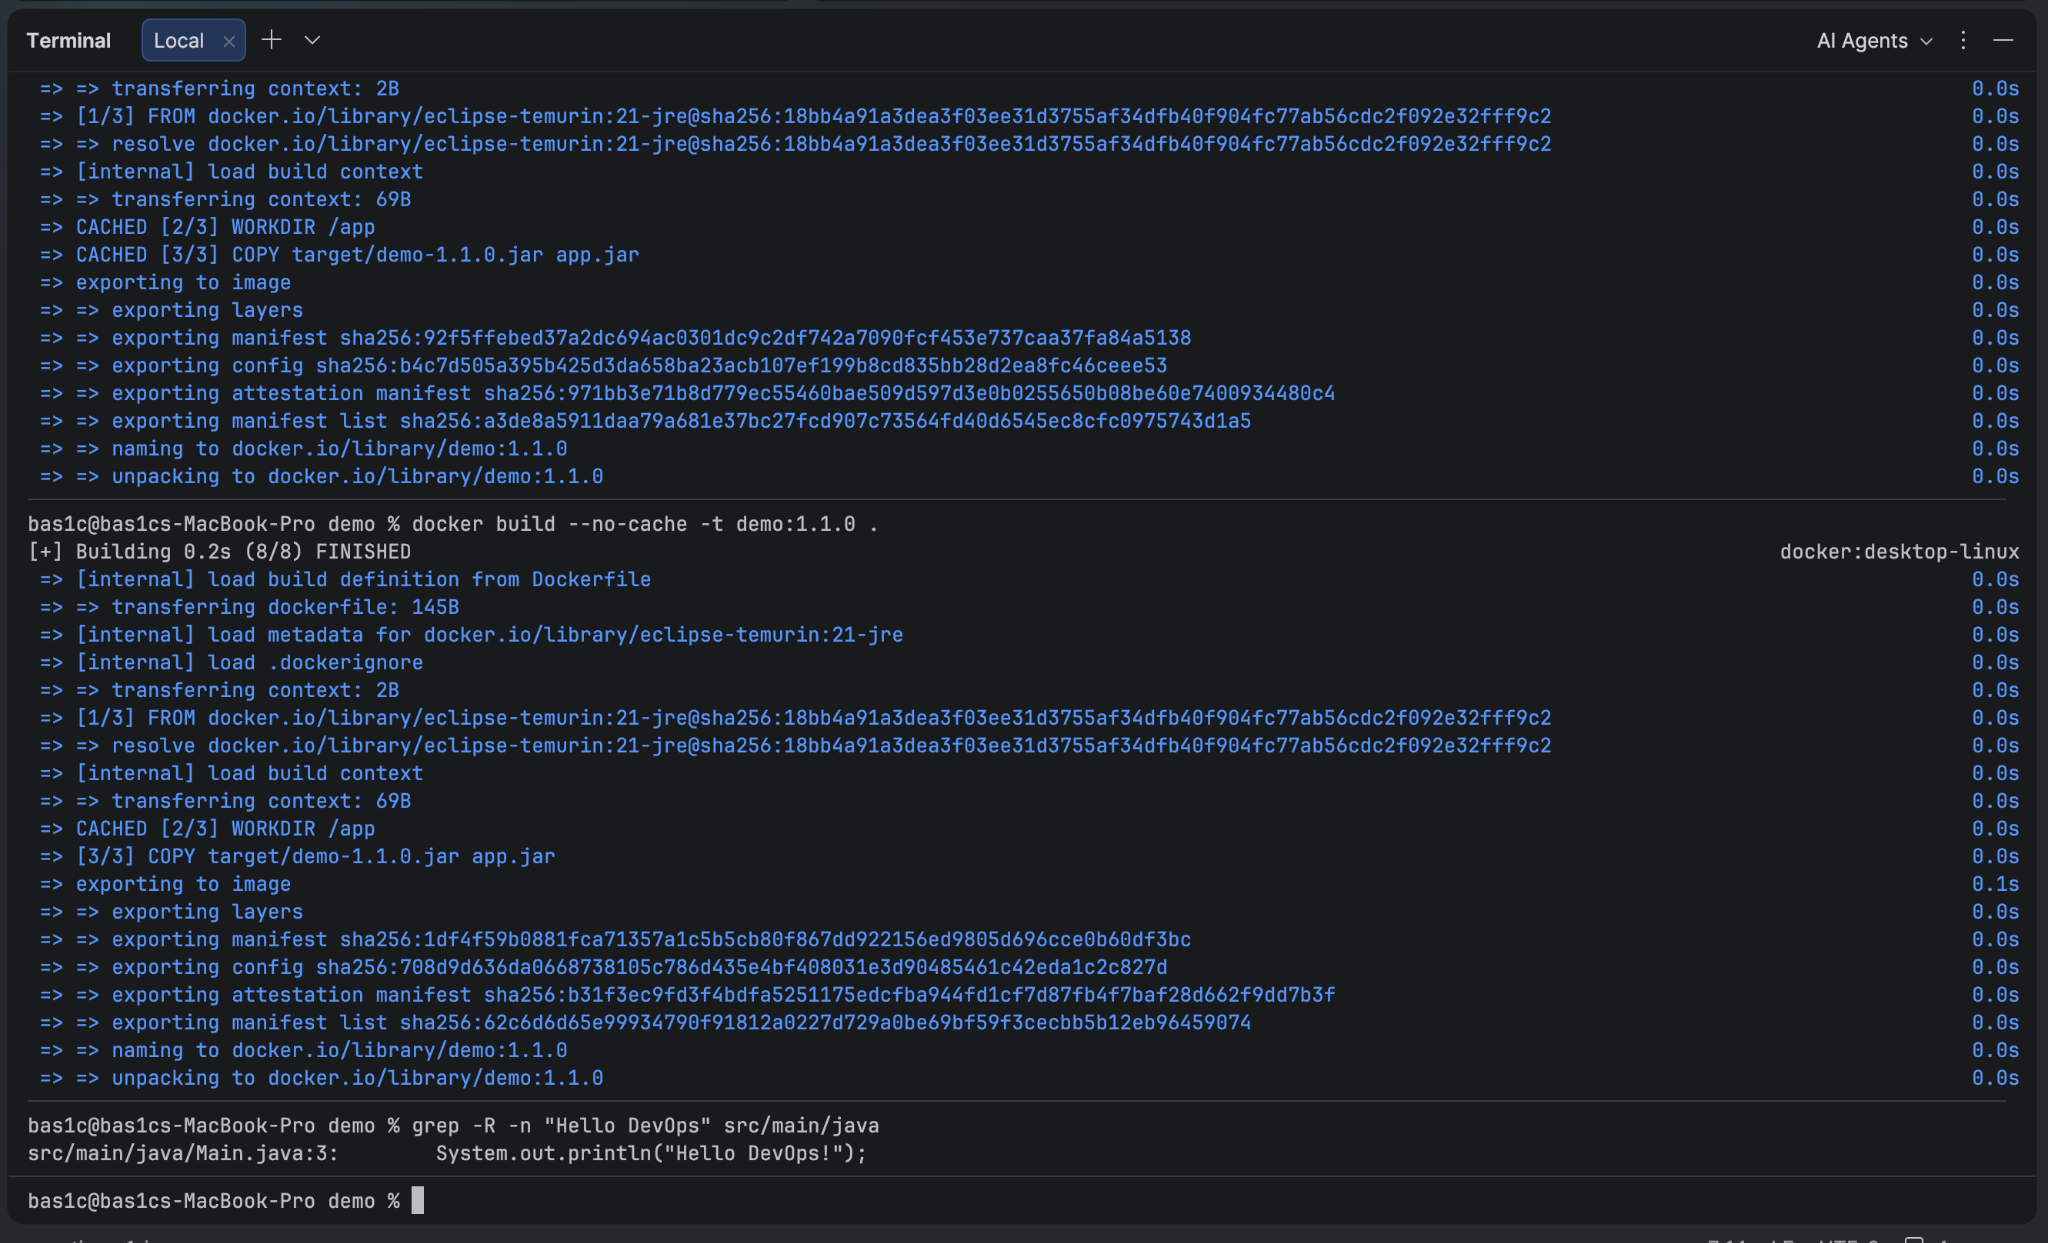 Terminal Local × + AI Agents
=> => transferring context: 2B 0.0s
=> [1/3] FROM docker.io/library/eclipse-temurin:21-jre@sha256:18bb4a91a3dea3f03ee31d3755af34dfb40f904fc77ab56cdc2f092e32fff9c2 0.0s
=> => resolve docker.io/library/eclipse-temurin:21-jre@sha256:18bb4a91a3dea3f03ee31d3755af34dfb40f904fc77ab56cdc2f092e32fff9c2 0.0s
=> [internal] load build context 0.0s
=> => transferring context: 69B 0.0s
=> CACHED [2/3] WORKDIR /app 0.0s
=> CACHED [3/3] COPY target/demo-1.1.0.jar app.jar 0.0s
=> exporting to image 0.0s
=> => exporting layers 0.0s
=> => exporting manifest sha256:92f5ffebed37a2dc694ac0301dc9c2df742a7090fcf453e737caa37fa84a5138 0.0s
=> => exporting config sha256:b4c7d505a395b425d3da658ba23acb107ef199b8cd835bb28d2ea8fc46ceee53 0.0s
=> => exporting attestation manifest sha256:971bb3e71b8d779ec55460bae509d597d3e0b0255650b08be60e7400934480c4 0.0s
=> => exporting manifest list sha256:a3de8a5911daa79a681e37bc27fcd907c73564fd40d6545ec8cfc0975743d1a5 0.0s
=> => naming to docker.io/library/demo:1.1.0 0.0s
=> => unpacking to docker.io/library/demo:1.1.0 0.0s
bas1c@bas1cs-MacBook-Pro demo % docker build --no-cache -t demo:1.1.0 .
[+] Building 0.2s (8/8) FINISHED docker:desktop-linux
=> [internal] load build definition from Dockerfile 0.0s
=> => transferring dockerfile: 145B 0.0s
=> [internal] load metadata for docker.io/library/eclipse-temurin:21-jre 0.0s
=> [internal] load .dockerignore 0.0s
=> => transferring context: 2B 0.0s
=> [1/3] FROM docker.io/library/eclipse-temurin:21-jre@sha256:18bb4a91a3dea3f03ee31d3755af34dfb40f904fc77ab56cdc2f092e32fff9c2 0.0s
=> => resolve docker.io/library/eclipse-temurin:21-jre@sha256:18bb4a91a3dea3f03ee31d3755af34dfb40f904fc77ab56cdc2f092e32fff9c2 0.0s
=> [internal] load build context 0.0s
=> => transferring context: 69B 0.0s
=> CACHED [2/3] WORKDIR /app 0.0s
=> [3/3] COPY target/demo-1.1.0.jar app.jar 0.0s
=> exporting to image 0.1s
=> => exporting layers 0.0s
=> => exporting manifest sha256:1df4f59b0881fca71357a1c5b5cb80f867dd922156ed9805d696cce0b60df3bc 0.0s
=> => exporting config sha256:708d9d636da0668738105c786d435e4bf408031e3d90485461c42eda1c2c827d 0.0s
=> => exporting attestation manifest sha256:b31f3ec9fd3f4bdfa5251175edcfba944fd1cf7d87fb4f7baf28d662f9dd7b3f 0.0s
=> => exporting manifest list sha256:62c6d6d65e99934790f91812a0227d729a0be69bf59f3cecbb5b12eb96459074 0.0s
=> => naming to docker.io/library/demo:1.1.0 0.0s
=> => unpacking to docker.io/library/demo:1.1.0 0.0s
bas1c@bas1cs-MacBook-Pro demo % grep -R -n "Hello DevOps" src/main/java
src/main/java/Main.java:3: System.out.println("Hello DevOps!");
bas1c@bas1cs-MacBook-Pro demo %